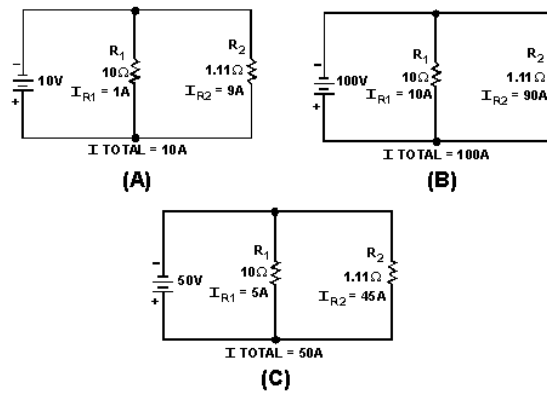 R1
10Ω
IR1 = 1A
R2
1.11Ω
IR2 = 9A
−
10V
+
I TOTAL = 10A
(A)
R1
10Ω
IR1 = 10A
R2
1.11Ω
IR2 = 90A
−
100V
+
I TOTAL = 100A
(B)
R1
10Ω
IR1 = 5A
R2
1.11Ω
IR2 = 45A
−
50V
+
I TOTAL = 50A
(C)